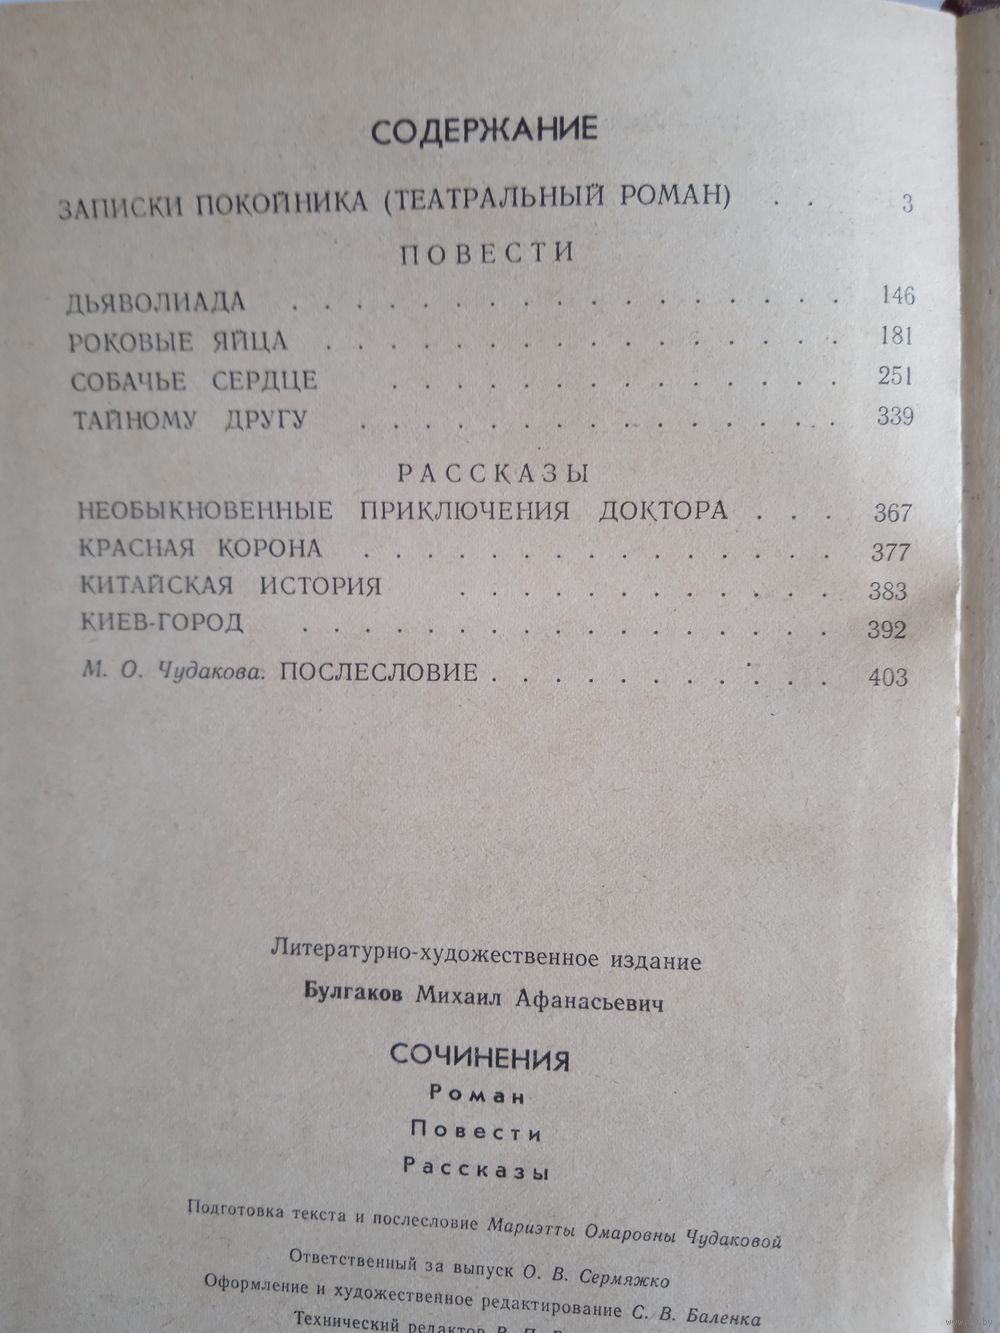 СОДЕРЖАНИЕ
ЗАПИСКИ ПОКОЙНИКА (ТЕАТРАЛЬНЫЙ РОМАН) . . 3
ПОВЕСТИ
ДЬЯВОЛИАДА . . . . . . . . . . . . . . . . . 146
РОКОВЫЕ ЯЙЦА . . . . . . . . . . . . . . . . 181
СОБАЧЬЕ СЕРДЦЕ . . . . . . . . . . . . . . 251
ТАЙНОМУ ДРУГУ . . . . . . . . . . . . . . . 339
РАССКАЗЫ
НЕОБЫКНОВЕННЫЕ ПРИКЛЮЧЕНИЯ ДОКТОРА . . . 367
КРАСНАЯ КОРОНА . . . . . . . . . . . . . . . 377
КИТАЙСКАЯ ИСТОРИЯ . . . . . . . . . . . . 383
КИЕВ-ГОРОД . . . . . . . . . . . . . . . . . 392
М. О. Чудакова. ПОСЛЕСЛОВИЕ . . . . . . . . . . . 403
Литературно-художественное издание
Булгаков Михаил Афанасьевич
СОЧИНЕНИЯ
Роман
Повести
Рассказы
Подготовка текста и послесловие Мариэтты Омаровны Чудаковой
Ответственный за выпуск О. В. Сермяжко
Оформление и художественное редактирование С. В. Баленка
Технический редактор В. П.